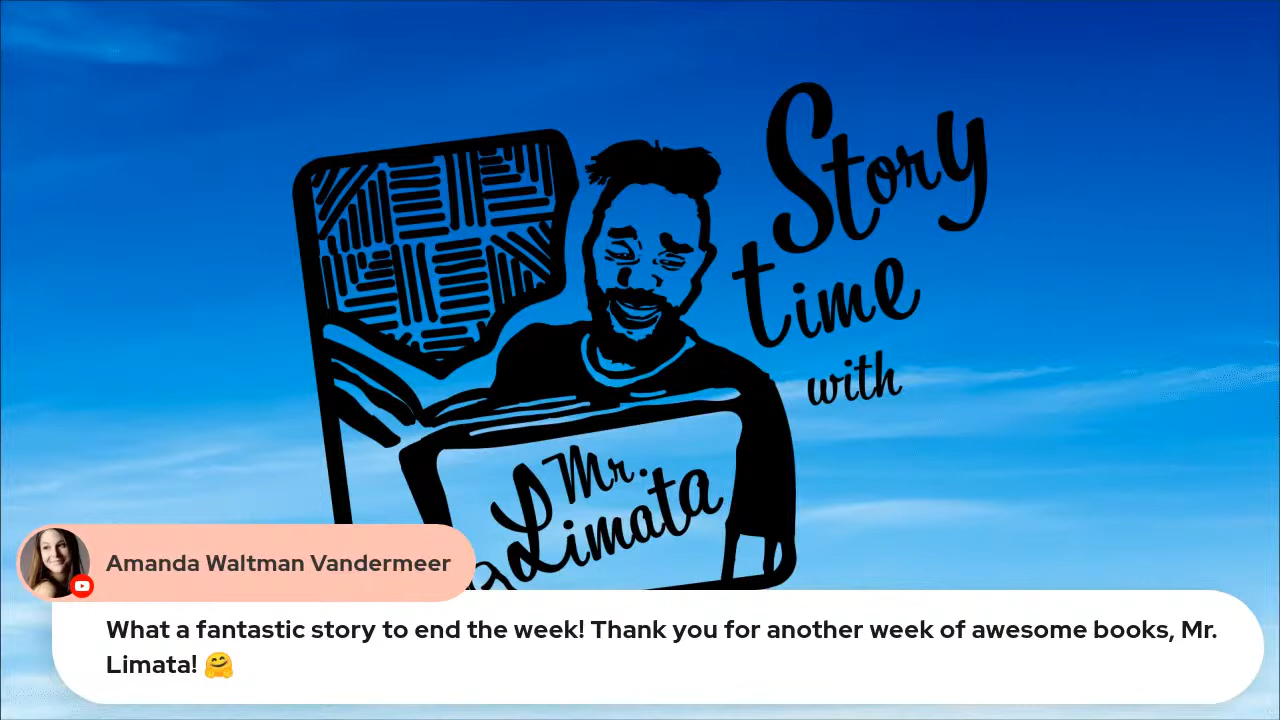 Story
time
with
Mr.
Limata
Amanda Waltman Vandermeer
What a fantastic story to end the week! Thank you for another week of awesome books, Mr.
Limata! 🤗